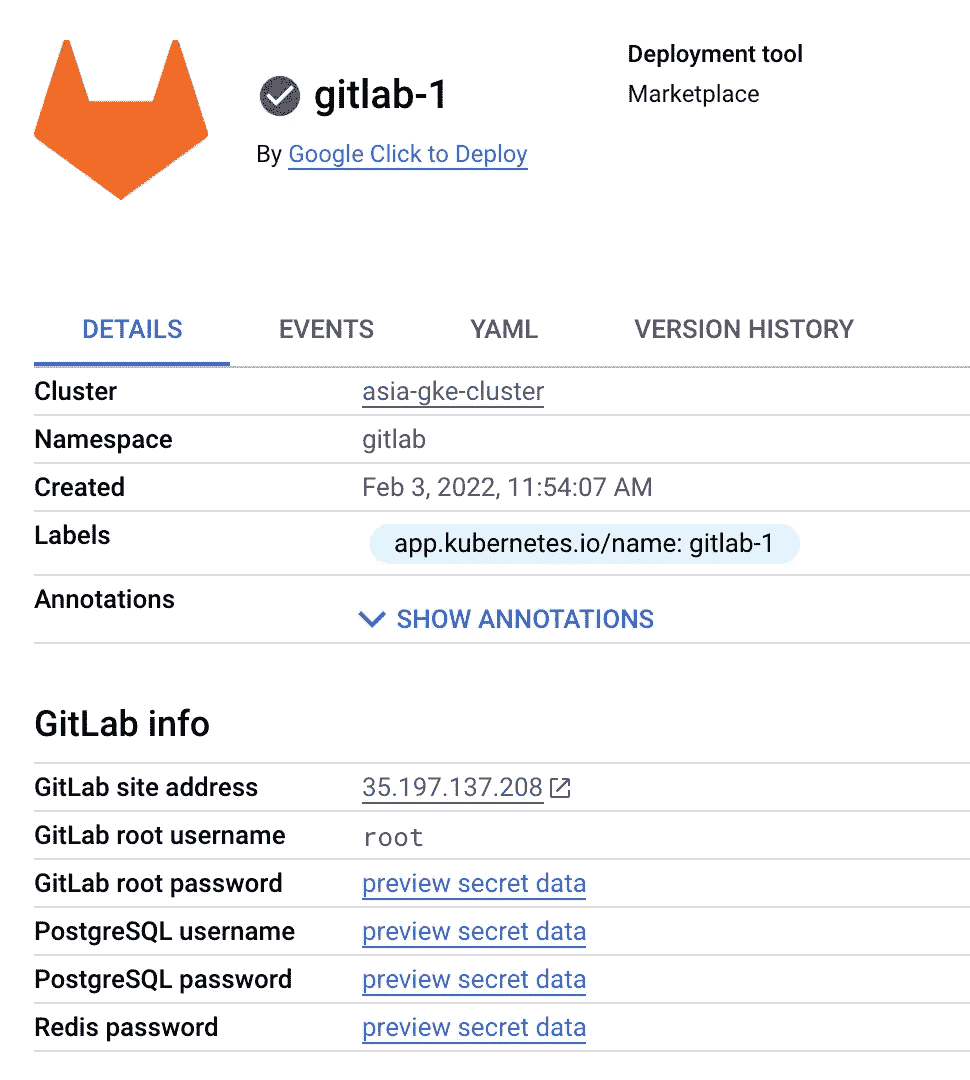 gitlab-1
By Google Click to Deploy
Deployment tool
Marketplace
DETAILS EVENTS YAML VERSION HISTORY
Cluster asia-gke-cluster
Namespace gitlab
Created Feb 3, 2022, 11:54:07 AM
Labels app.kubernetes.io/name: gitlab-1
Annotations SHOW ANNOTATIONS
GitLab info
GitLab site address 35.197.137.208
GitLab root username root
GitLab root password preview secret data
PostgreSQL username preview secret data
PostgreSQL password preview secret data
Redis password preview secret data